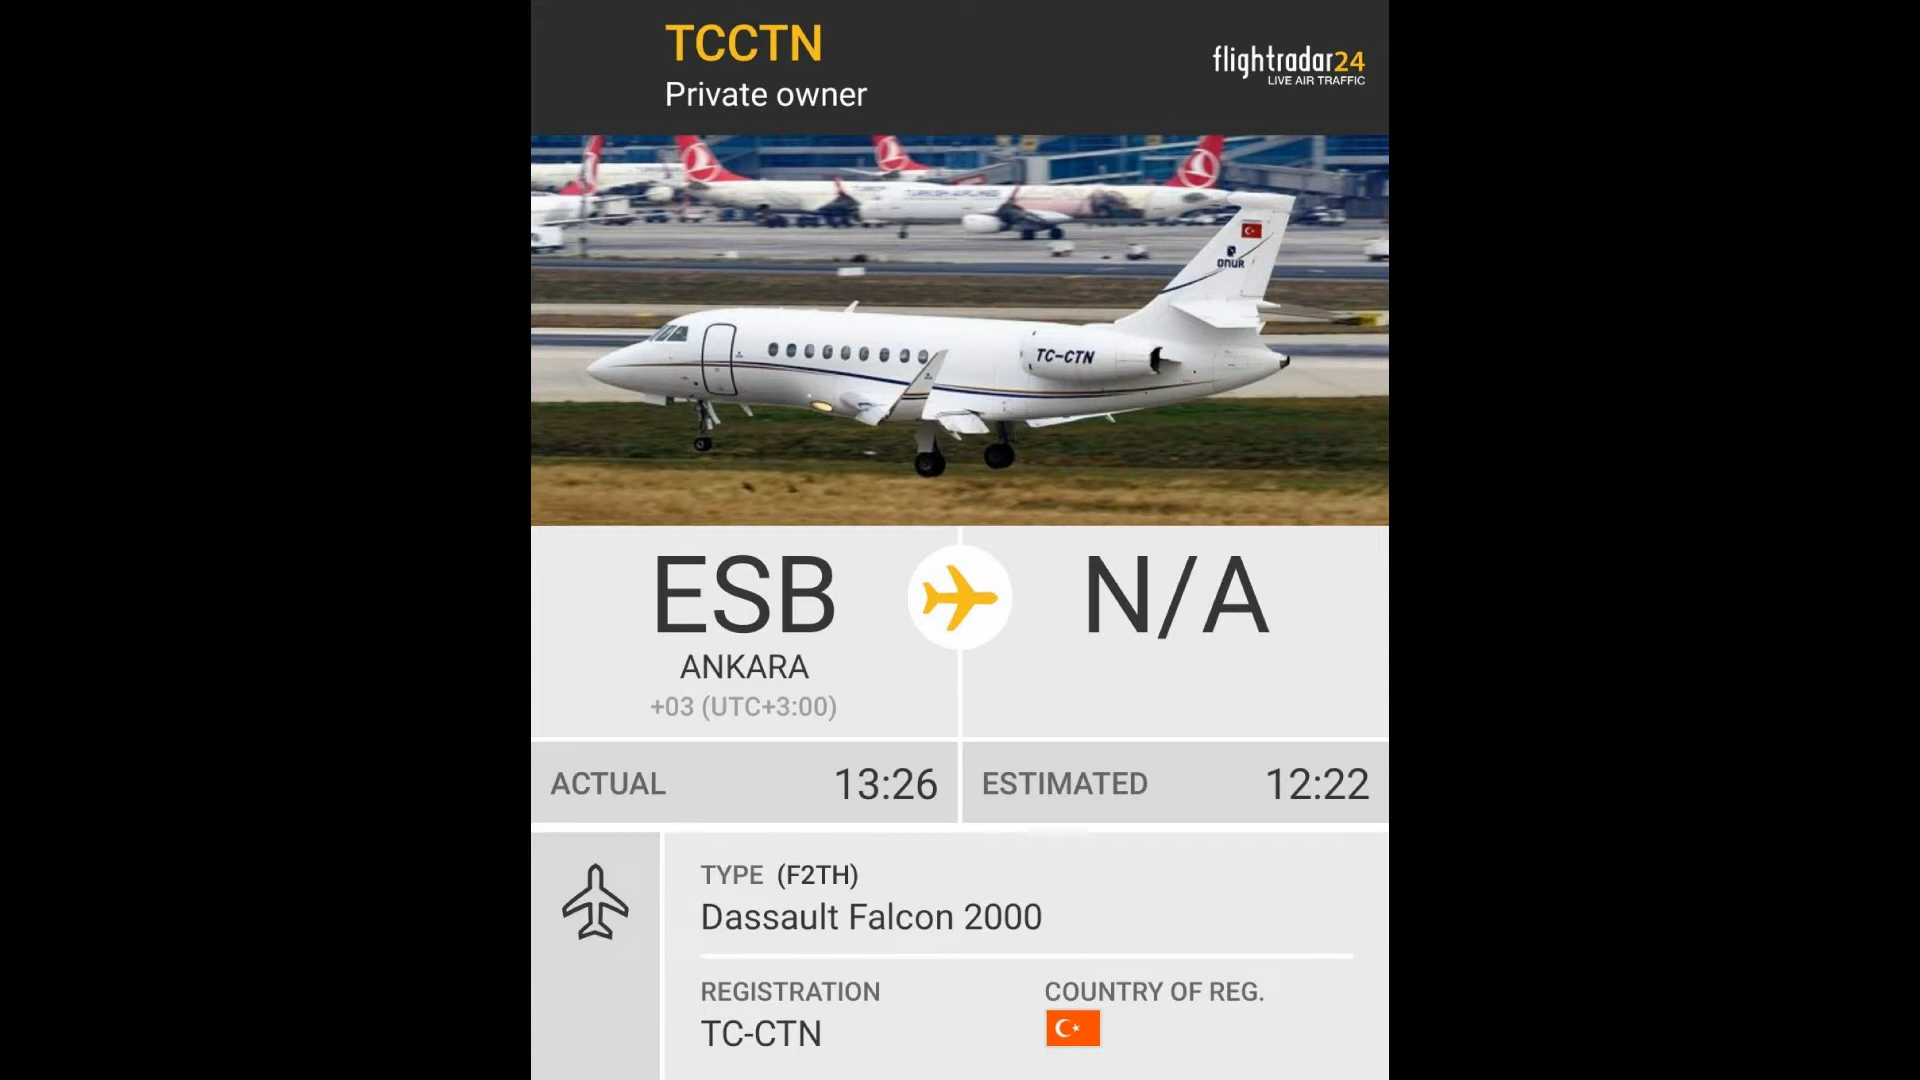 TCCTN
Private owner
flightradar24
LIVE AIR TRAFFIC
onur
TC-CTN
ESB
N/A
ANKARA
+03 (UTC+3:00)
ACTUAL 13:26
ESTIMATED 12:22
TYPE (F2TH)
Dassault Falcon 2000
REGISTRATION
TC-CTN
COUNTRY OF REG.